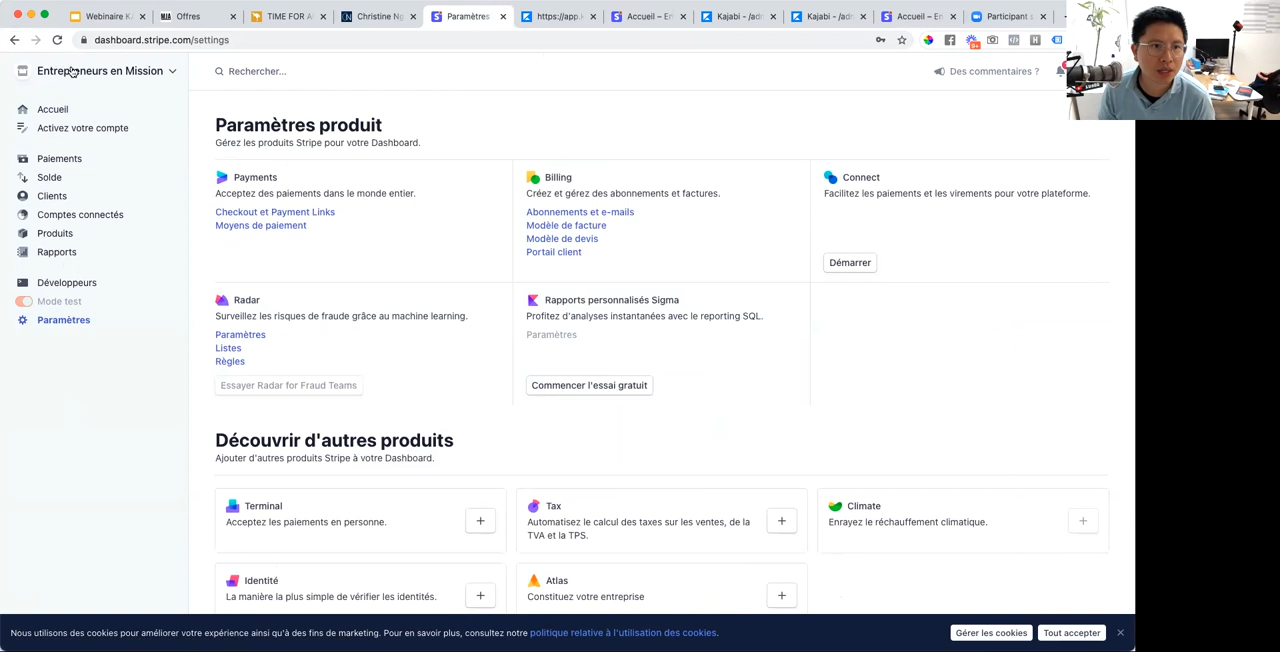 Webinaire Ka
Offres
TIME FOR A
Christine Ng
Paramètres
https://app.k
Accueil – En
Kajabi - /adm
Kajabi - /adm
Accueil – En
Participant s
dashboard.stripe.com/settings
Entrepreneurs en Mission
Rechercher...
Des commentaires ?
Accueil
Activez votre compte
Paiements
Solde
Clients
Comptes connectés
Produits
Rapports
Développeurs
Mode test
Paramètres
Paramètres produit
Gérez les produits Stripe pour votre Dashboard.
Payments
Acceptez des paiements dans le monde entier.
Checkout et Payment Links
Moyens de paiement
Billing
Créez et gérez des abonnements et factures.
Abonnements et e-mails
Modèle de facture
Modèle de devis
Portail client
Connect
Facilitez les paiements et les virements pour votre plateforme.
Démarrer
Radar
Surveillez les risques de fraude grâce au machine learning.
Paramètres
Listes
Règles
Essayer Radar for Fraud Teams
Rapports personnalisés Sigma
Profitez d'analyses instantanées avec le reporting SQL.
Paramètres
Commencer l'essai gratuit
Découvrir d'autres produits
Ajouter d'autres produits Stripe à votre Dashboard.
Terminal
Acceptez les paiements en personne.
Tax
Automatisez le calcul des taxes sur les ventes, de la
TVA et la TPS.
Climate
Enrayez le réchauffement climatique.
Identité
La manière la plus simple de vérifier les identités.
Atlas
Constituez votre entreprise
Nous utilisons des cookies pour améliorer votre expérience ainsi qu'à des fins de marketing. Pour en savoir plus, consultez notre politique relative à l'utilisation des cookies.
Gérer les cookies
Tout accepter